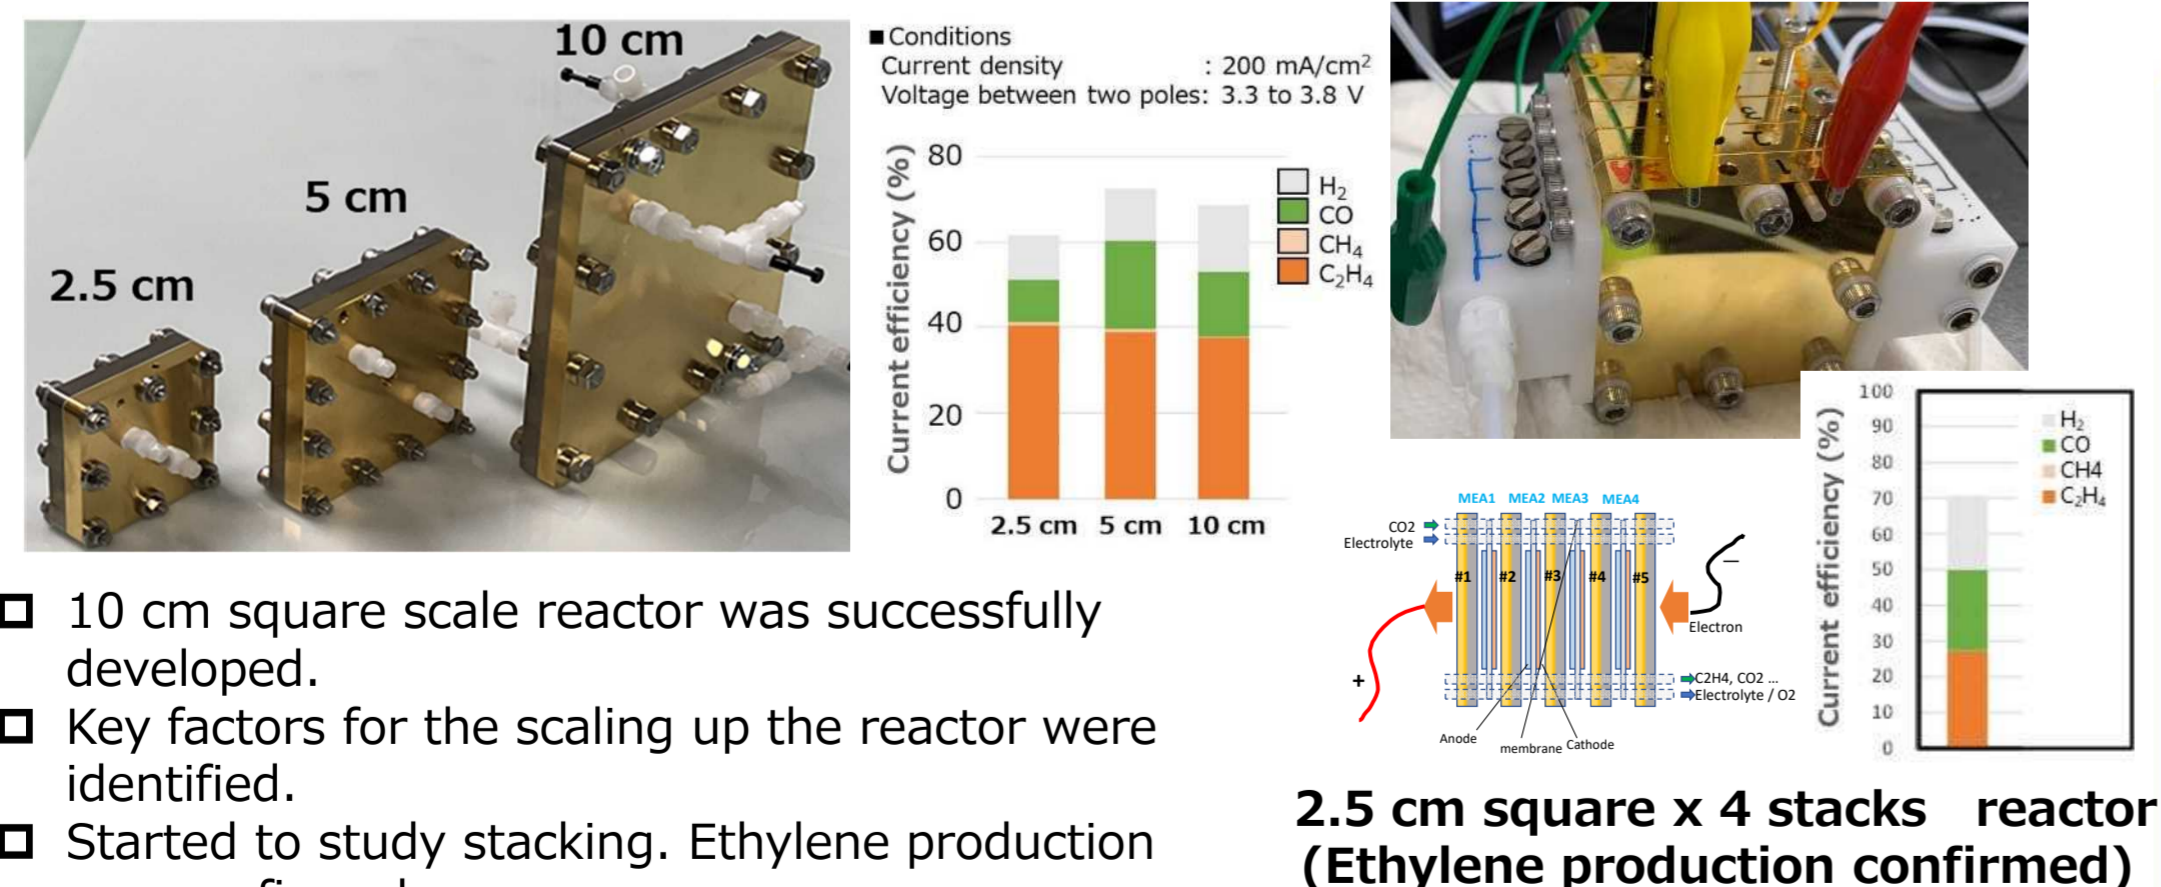 10 cm
5 cm
2.5 cm
■Conditions
Current density : 200 mA/cm²
Voltage between two poles: 3.3 to 3.8 V
Current efficiency (%)
80
60
40
20
0
H₂
CO
CH₄
C₂H₄
2.5 cm 5 cm 10 cm
MEA1 MEA2 MEA3 MEA4
CO2
Electrolyte
#1 #2 #3 #4 #5
Electron
+
−
C2H4, CO2 ...
Electrolyte / O2
Anode
membrane
Cathode
Current efficiency (%)
100
90
80
70
60
50
40
30
20
10
0
H₂
CO
CH4
C₂H₄
10 cm square scale reactor was successfully
developed.
Key factors for the scaling up the reactor were
identified.
Started to study stacking. Ethylene production
2.5 cm square x 4 stacks reactor
(Ethylene production confirmed)